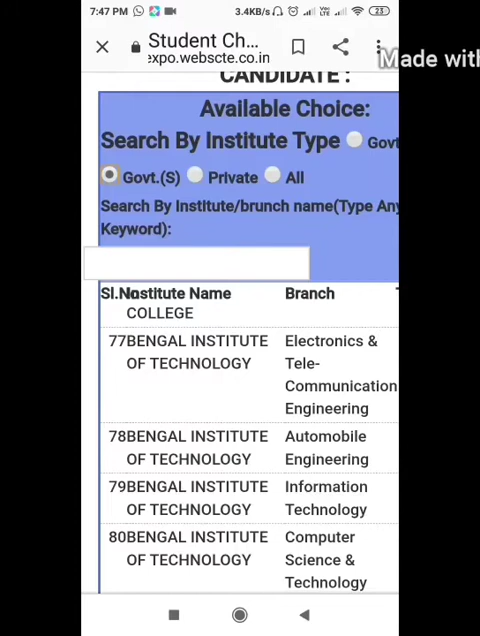 7:47 PM 3.4KB/s VoLTE 23
Student Ch...
expo.webscte.co.in
Made with
CANDIDATE :
Available Choice:
Search By Institute Type Govt
Govt.(S) Private All
Search By Institute/brunch name(Type Any
Keyword):
Sl.No Institute Name Branch
COLLEGE
77 BENGAL INSTITUTE Electronics &
OF TECHNOLOGY Tele-
Communication
Engineering
78 BENGAL INSTITUTE Automobile
OF TECHNOLOGY Engineering
79 BENGAL INSTITUTE Information
OF TECHNOLOGY Technology
80 BENGAL INSTITUTE Computer
OF TECHNOLOGY Science &
Technology